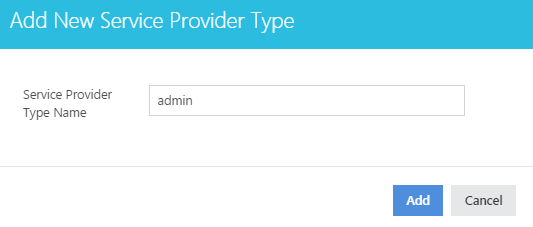 Add New Service Provider Type
Service Provider
Type Name
admin
Add
Cancel